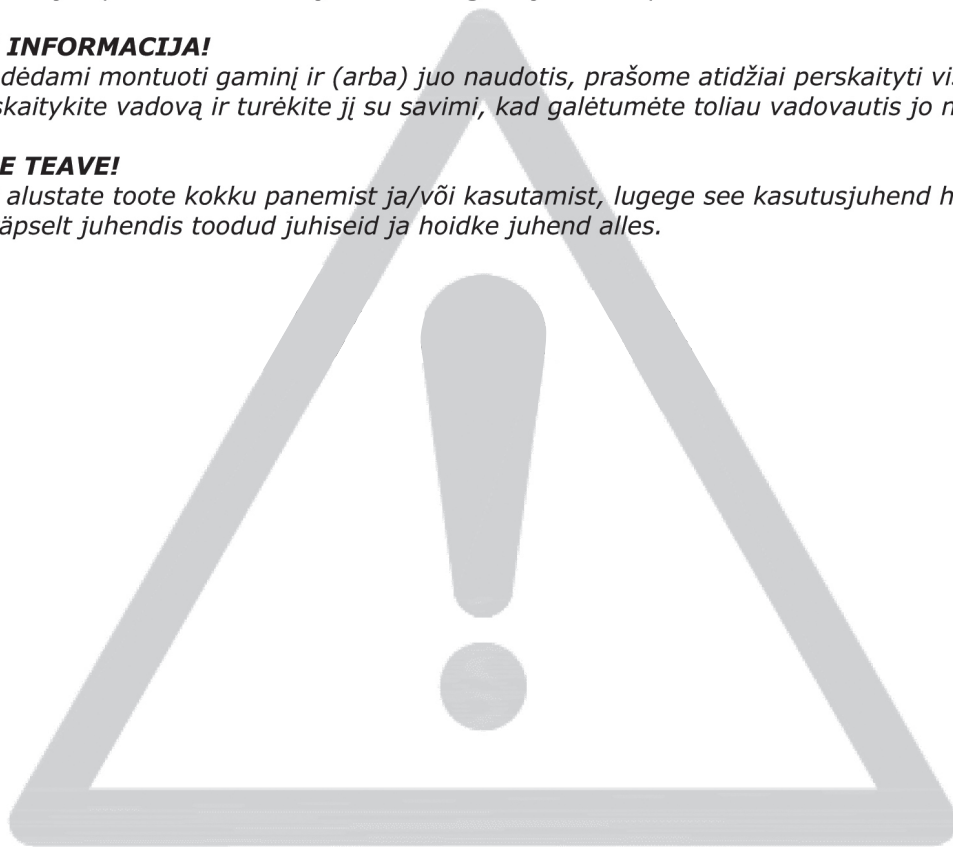 INFORMACIJA!
dėdami montuoti gaminį ir (arba) juo naudotis, prašome atidžiai perskaityti
skaitykite vadovą ir turėkite jį su savimi, kad galėtumėte toliau vadovautis jo
E TEAVE!
alustate toote kokku panemist ja/või kasutamist, lugege see kasutusjuhend
äpselt juhendis toodud juhiseid ja hoidke juhend alles.